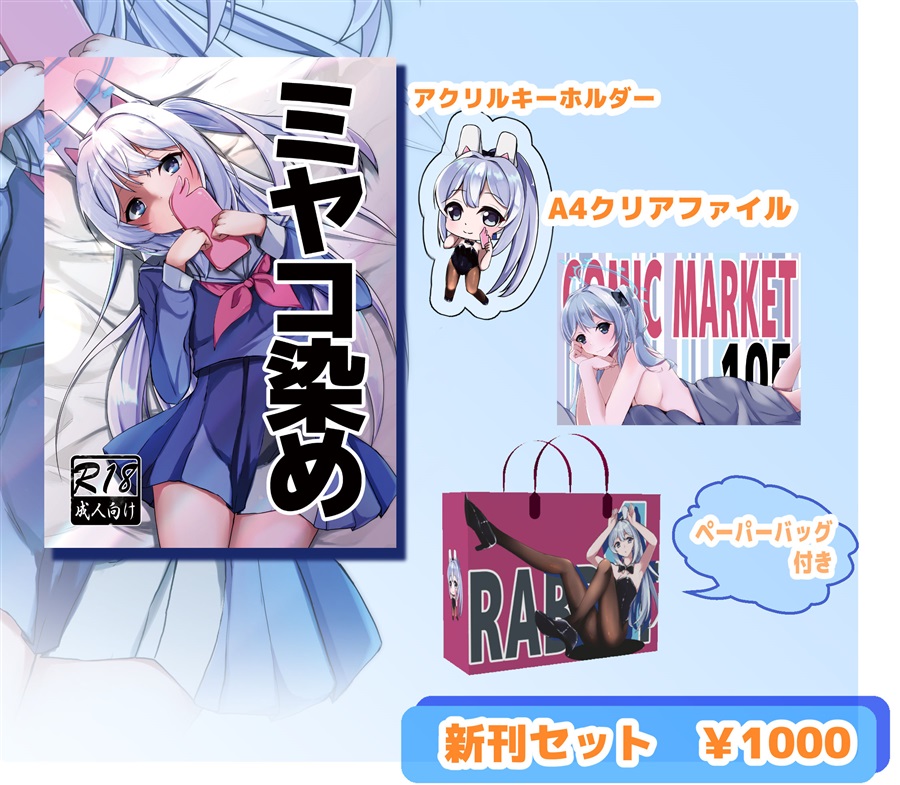 ミヤコ染め
R18
成人向け
アクリルキーホルダー
A4クリアファイル
COMIC MARKET
105
ペーパーバッグ
付き
新刊セット ￥1000